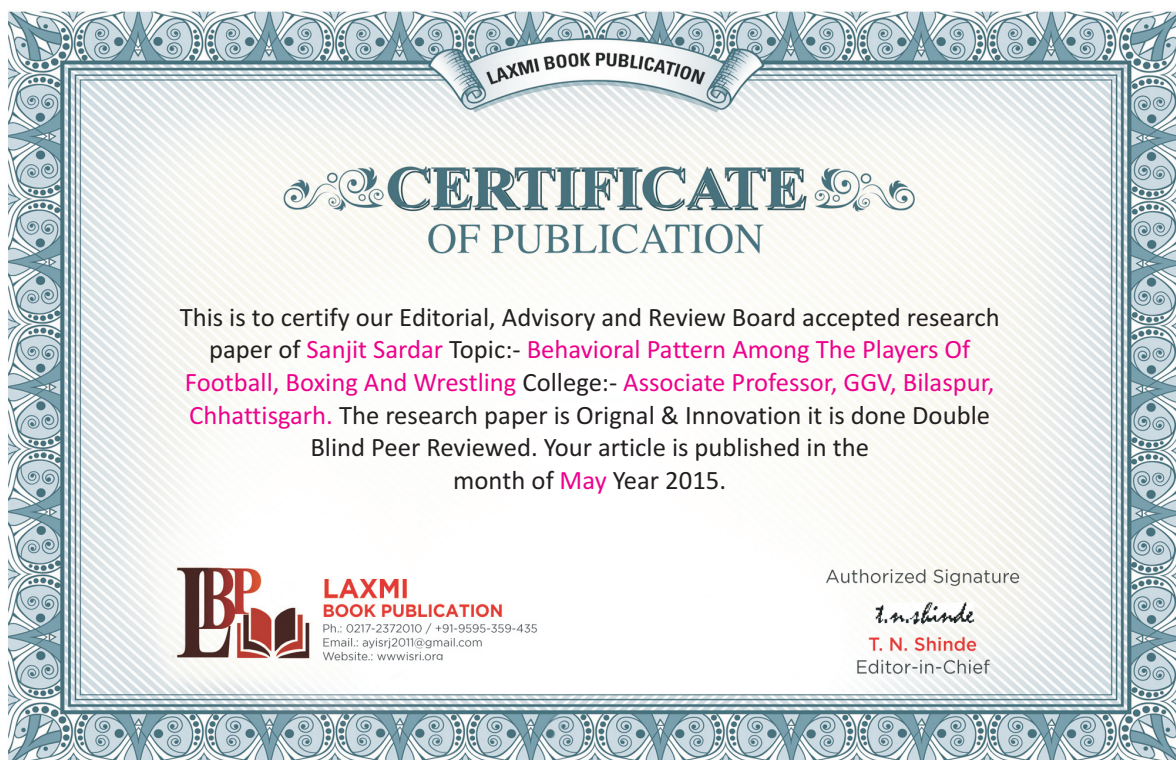 LAXMI BOOK PUBLICATION
CERTIFICATE
OF PUBLICATION
This is to certify our Editorial, Advisory and Review Board accepted research
paper of Sanjit Sardar Topic:- Behavioral Pattern Among The Players Of
Football, Boxing And Wrestling College:- Associate Professor, GGV, Bilaspur,
Chhattisgarh. The research paper is Orignal & Innovation it is done Double
Blind Peer Reviewed. Your article is published in the
month of May Year 2015.
LBP
LAXMI
BOOK PUBLICATION
Ph.: 0217-2372010 / +91-9595-359-435
Email.: ayisrj2011@gmail.com
Website.: wwwisri.org
Authorized Signature
t.n.shinde
T. N. Shinde
Editor-in-Chief